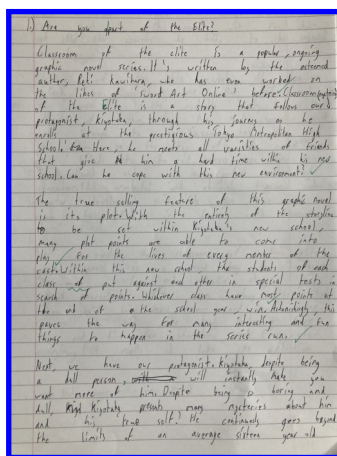 1.) Are you apart of the Elite?
Classroom of the elite is a popular, ongoing
graphic novel series. It's written by the esteemed
author, Reki Kawihara, who has even worked on
the likes of 'Sword Art Online' before. Classroom
of the Elite is a story that follows our
protagonist, Kiyotaka, through his journey as he
enrolls at the prestigious 'Tokyo Metropolitan High
School'. Here, he meets all varieties of friends
that give him a hard time within his new
school. Can he cope with this new environment?
The true selling feature of this graphic novel
is its plot. With the entirety of the storyline
to be set within Kiyotaka's new school,
many plot points are able to come into
play for the lives of every member of the
cast. Within this new school the students of each
class put against each other in special tests in
search of points. Whichever class have most points at
the end of the school year, win. Astonishingly, this
paves the way for many interesting and fun
things to happen in the series run.
Next, we have our protagonist. Kiyotaka, despite being
a dull person, will instantly make you
want more of him. Despite being so boring and
dull, Kiyotaka presents many mysteries about him
and his 'true self'. He continuously goes beyond
the limits of an average sixteen year old